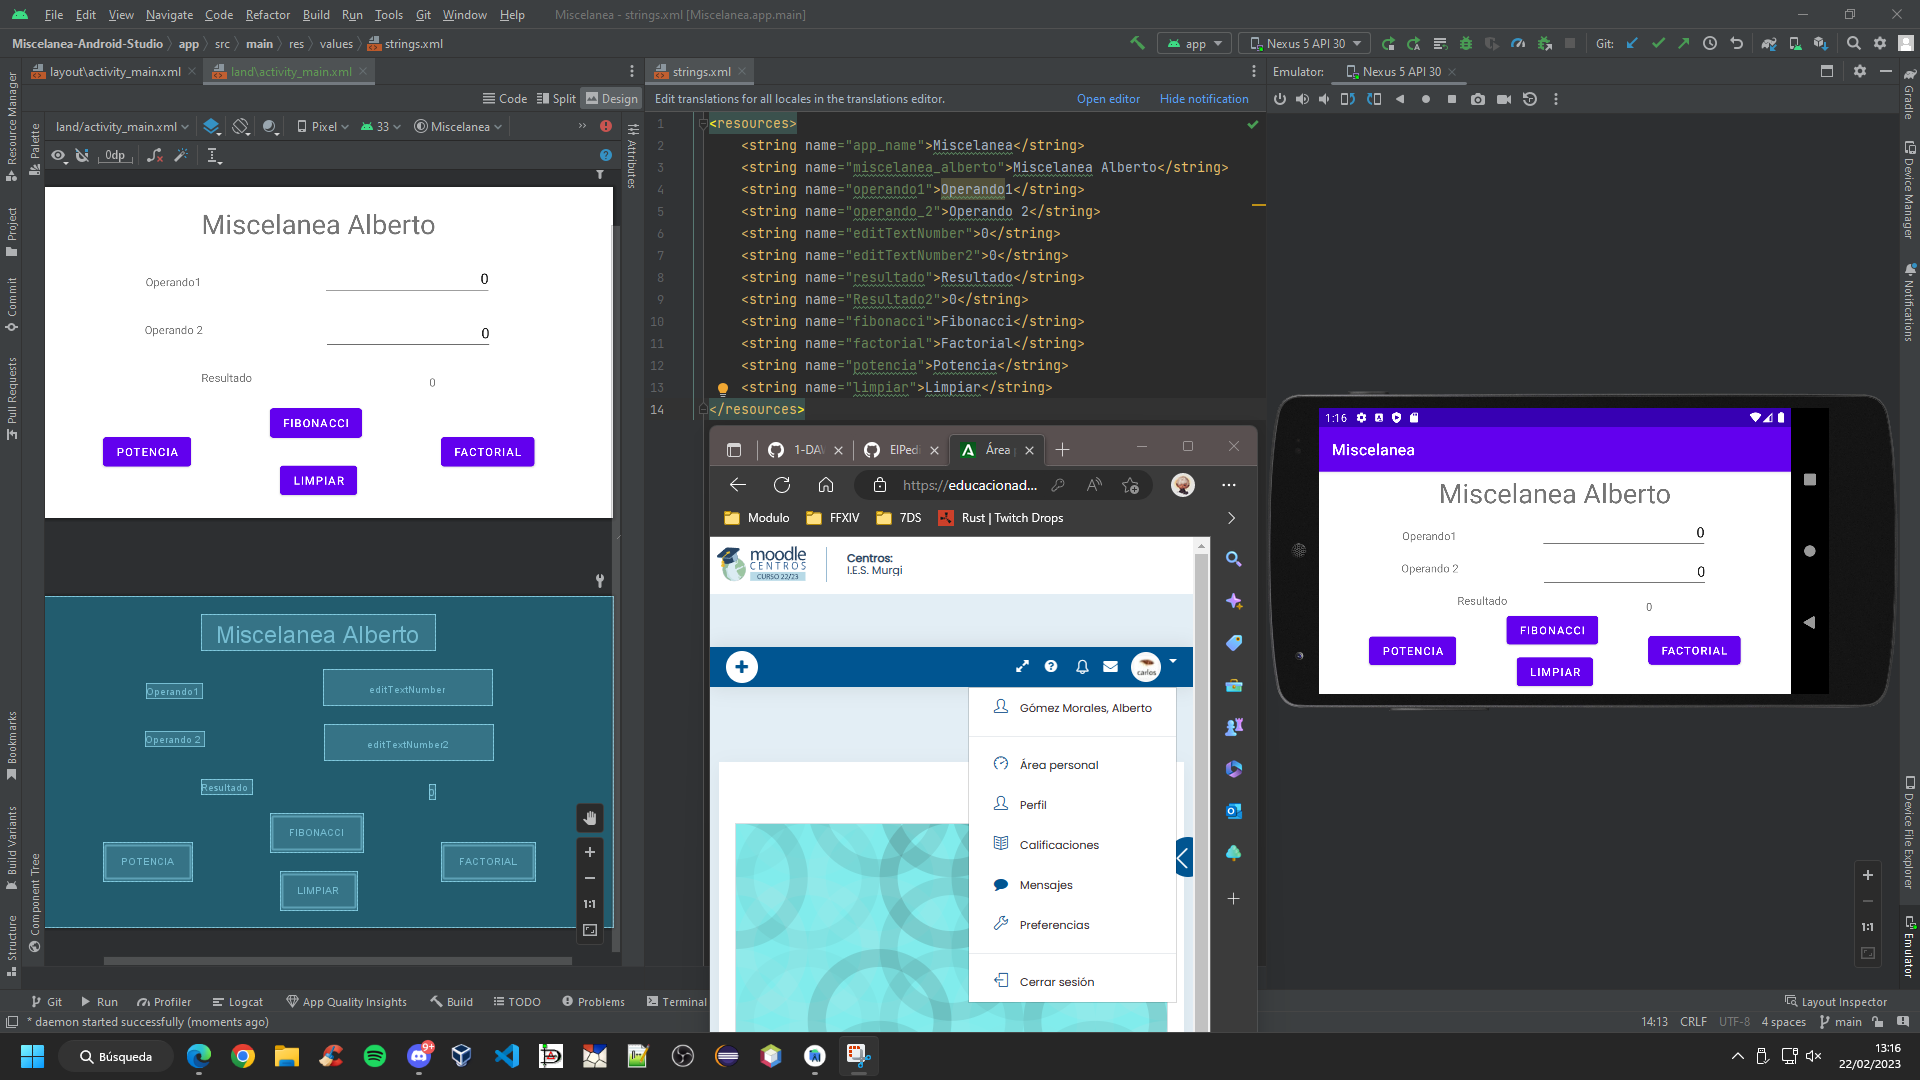 File Edit View Navigate Code Refactor Build Run Tools Git Window Help Miscelanea - strings.xml [Miscelanea.app.main]
Miscelanea-Android-Studio app src main res values strings.xml
app Nexus 5 API 30 Git:
layout\activity_main.xml land\activity_main.xml
strings.xml
Emulator: Nexus 5 API 30
Code Split Design
Edit translations for all locales in the translations editor. Open editor Hide notification
land/activity_main.xml Pixel 33 Miscelanea
0dp
Resource Manager
Project
Commit
Pull Requests
Bookmarks
Build Variants
Structure
Palette
Component Tree
Attributes
Miscelanea Alberto
Operando1 0
Operando 2 0
Resultado 0
FIBONACCI
POTENCIA FACTORIAL
LIMPIAR
Miscelanea Alberto
Operando1 editTextNumber
Operando 2 editTextNumber2
Resultado 0
FIBONACCI
POTENCIA FACTORIAL
LIMPIAR
1:1
1 <resources>
2 <string name="app_name">Miscelanea</string>
3 <string name="miscelanea_alberto">Miscelanea Alberto</string>
4 <string name="operando1">Operando1</string>
5 <string name="operando_2">Operando 2</string>
6 <string name="editTextNumber">0</string>
7 <string name="editTextNumber2">0</string>
8 <string name="resultado">Resultado</string>
9 <string name="Resultado2">0</string>
10 <string name="fibonacci">Fibonacci</string>
11 <string name="factorial">Factorial</string>
12 <string name="potencia">Potencia</string>
13 <string name="limpiar">Limpiar</string>
14 </resources>
1-DAW ElPedi Área p
https://educacionad...
Modulo FFXIV 7DS Rust | Twitch Drops
moodle
CENTROS
CURSO 22/23
Centros:
I.E.S. Murgi
carlos
Gómez Morales, Alberto
Área personal
Perfil
Calificaciones
Mensajes
Preferencias
Cerrar sesión
1:16
Miscelanea
Miscelanea Alberto
Operando1 0
Operando 2 0
Resultado 0
FIBONACCI
POTENCIA FACTORIAL
LIMPIAR
1:1
Gradle
Device Manager
Notifications
Device File Explorer
Emulator
Git Run Profiler Logcat App Quality Insights Build TODO Problems Terminal
Layout Inspector
* daemon started successfully (moments ago)
14:13 CRLF UTF-8 4 spaces main
Búsqueda
9+
13:16
22/02/2023